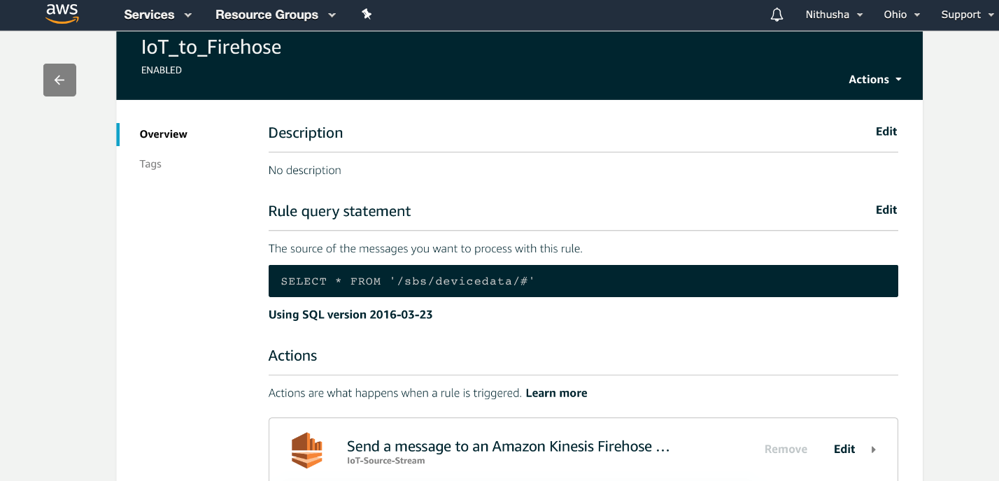 aws Services Resource Groups Nithusha Ohio Support
IoT_to_Firehose
ENABLED
Actions
Overview
Tags
Description Edit
No description
Rule query statement Edit
The source of the messages you want to process with this rule.
SELECT * FROM '/sbs/devicedata/#'
Using SQL version 2016-03-23
Actions
Actions are what happens when a rule is triggered. Learn more
Send a message to an Amazon Kinesis Firehose ...
IoT-Source-Stream
Remove Edit